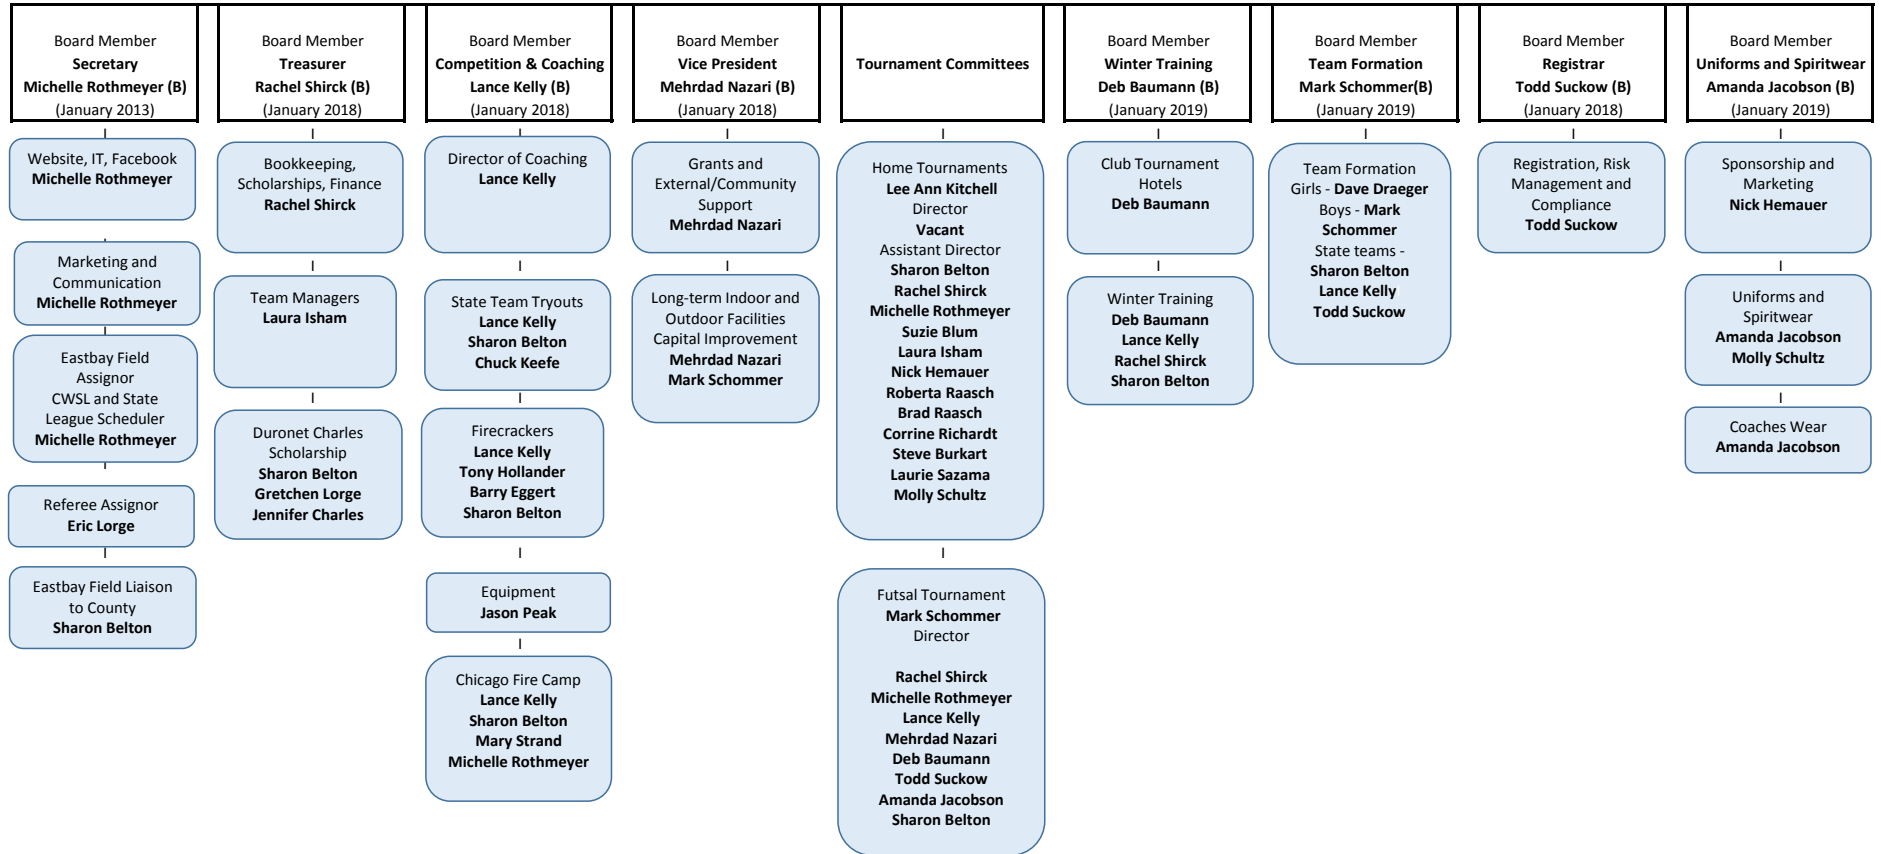 Board Member
Secretary
Michelle Rothmeyer (B)
(January 2013)
Website, IT, Facebook
Michelle Rothmeyer
Marketing and
Communication
Michelle Rothmeyer
Eastbay Field
Assignor
CWSL and State
League Scheduler
Michelle Rothmeyer
Referee Assignor
Eric Lorge
Eastbay Field Liaison
to County
Sharon Belton
Board Member
Treasurer
Rachel Shirck (B)
(January 2018)
Bookkeeping,
Scholarships, Finance
Rachel Shirck
Team Managers
Laura Isham
Duronet Charles
Scholarship
Sharon Belton
Gretchen Lorge
Jennifer Charles
Board Member
Competition & Coaching
Lance Kelly (B)
(January 2018)
Director of Coaching
Lance Kelly
State Team Tryouts
Lance Kelly
Sharon Belton
Chuck Keefe
Firecrackers
Lance Kelly
Tony Hollander
Barry Eggert
Sharon Belton
Equipment
Jason Peak
Chicago Fire Camp
Lance Kelly
Sharon Belton
Mary Strand
Michelle Rothmeyer
Board Member
Vice President
Mehrdad Nazari (B)
(January 2018)
Grants and
External/Community
Support
Mehrdad Nazari
Long-term Indoor and
Outdoor Facilities
Capital Improvement
Mehrdad Nazari
Mark Schommer
Tournament Committees
Home Tournaments
Lee Ann Kitchell
Director
Vacant
Assistant Director
Sharon Belton
Rachel Shirck
Michelle Rothmeyer
Suzie Blum
Laura Isham
Nick Hemauer
Roberta Raasch
Brad Raasch
Corrine Richardt
Steve Burkart
Laurie Sazama
Molly Schultz
Futsal Tournament
Mark Schommer
Director
Rachel Shirck
Michelle Rothmeyer
Lance Kelly
Mehrdad Nazari
Deb Baumann
Todd Suckow
Amanda Jacobson
Sharon Belton
Board Member
Winter Training
Deb Baumann (B)
(January 2019)
Club Tournament
Hotels
Deb Baumann
Winter Training
Deb Baumann
Lance Kelly
Rachel Shirck
Sharon Belton
Board Member
Team Formation
Mark Schommer(B)
(January 2019)
Team Formation
Girls - Dave Draeger
Boys - Mark
Schommer
State teams -
Sharon Belton
Lance Kelly
Todd Suckow
Board Member
Registrar
Todd Suckow (B)
(January 2018)
Registration, Risk
Management and
Compliance
Todd Suckow
Board Member
Uniforms and Spiritwear
Amanda Jacobson (B)
(January 2019)
Sponsorship and
Marketing
Nick Hemauer
Uniforms and
Spiritwear
Amanda Jacobson
Molly Schultz
Coaches Wear
Amanda Jacobson